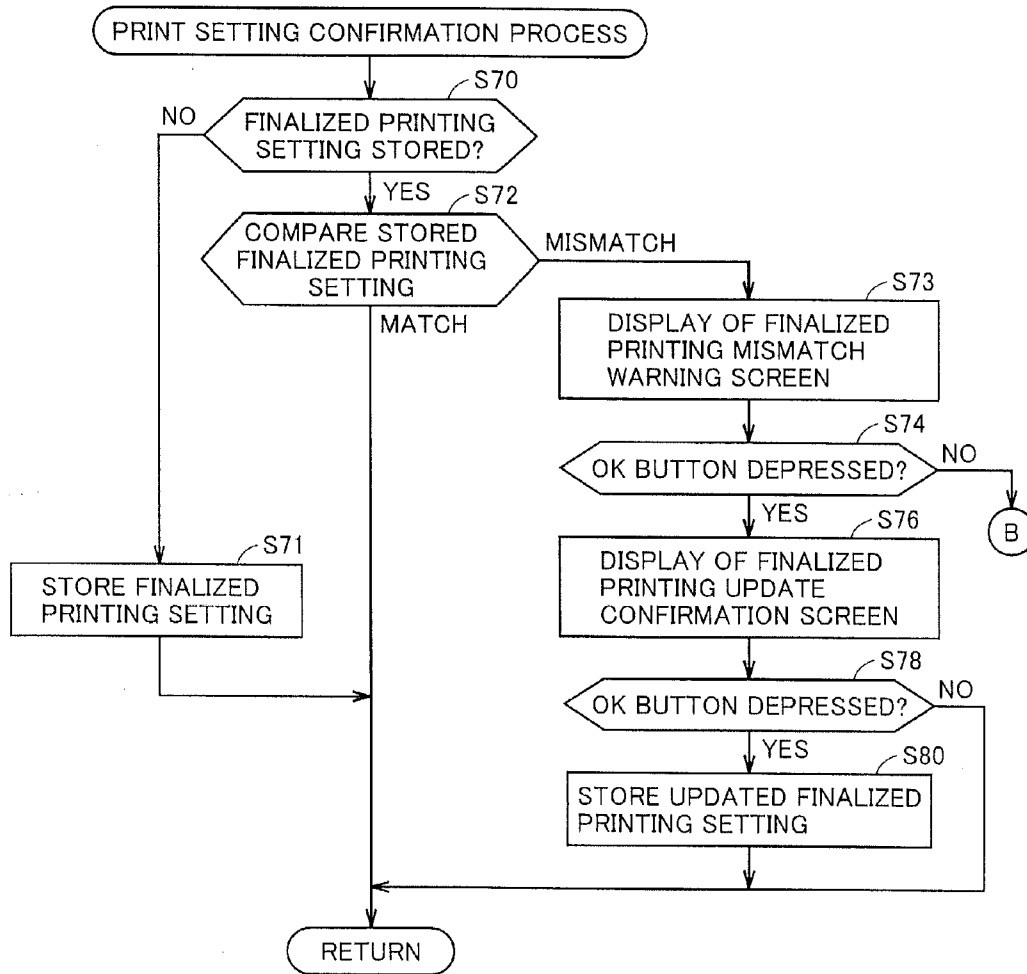 PRINT SETTING CONFIRMATION PROCESS
S70
NO
FINALIZED PRINTING
SETTING STORED?
YES
S72
COMPARE STORED
FINALIZED PRINTING
SETTING
MISMATCH
MATCH
S73
DISPLAY OF FINALIZED
PRINTING MISMATCH
WARNING SCREEN
S74
OK BUTTON DEPRESSED?
NO
YES
B
S76
DISPLAY OF FINALIZED
PRINTING UPDATE
CONFIRMATION SCREEN
S71
STORE FINALIZED
PRINTING SETTING
S78
OK BUTTON DEPRESSED?
NO
YES
S80
STORE UPDATED FINALIZED
PRINTING SETTING
RETURN